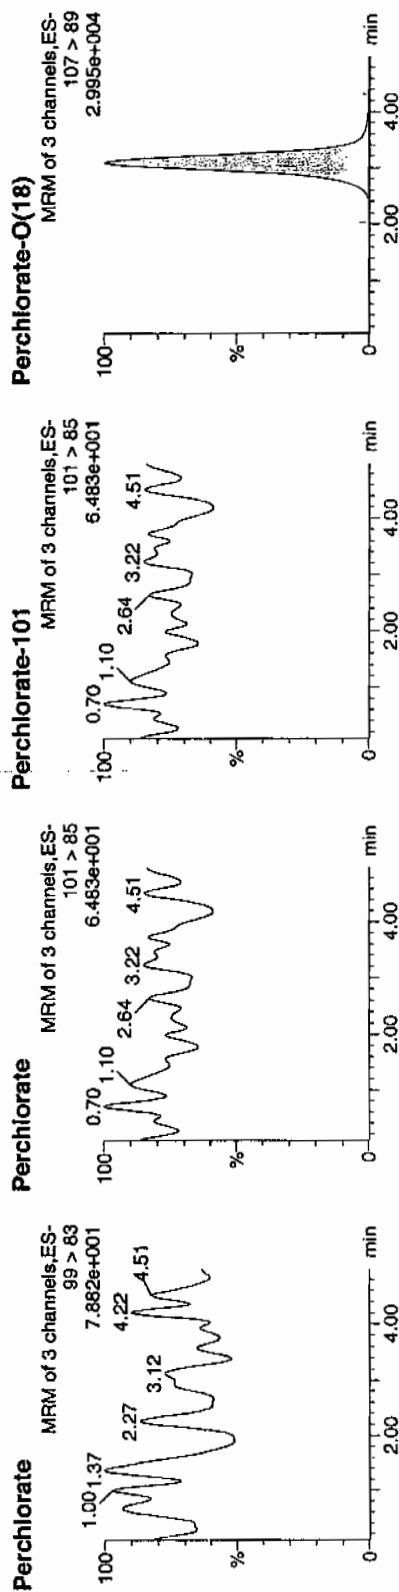 Perchlorate
MRM of 3 channels,ES-
99 > 83
7.882e+001
100
1.00
1.37
2.27
3.12
4.22
4.51
%
0
2.00
4.00
min
Perchlorate
MRM of 3 channels,ES-
101 > 85
6.483e+001
100
0.70
1.10
2.64
3.22
4.51
%
0
2.00
4.00
min
Perchlorate-101
MRM of 3 channels,ES-
101 > 85
6.483e+001
100
0.70
1.10
2.64
3.22
4.51
%
0
2.00
4.00
min
Perchlorate-O(18)
MRM of 3 channels,ES-
107 > 89
2.995e+004
100
%
0
2.00
4.00
min